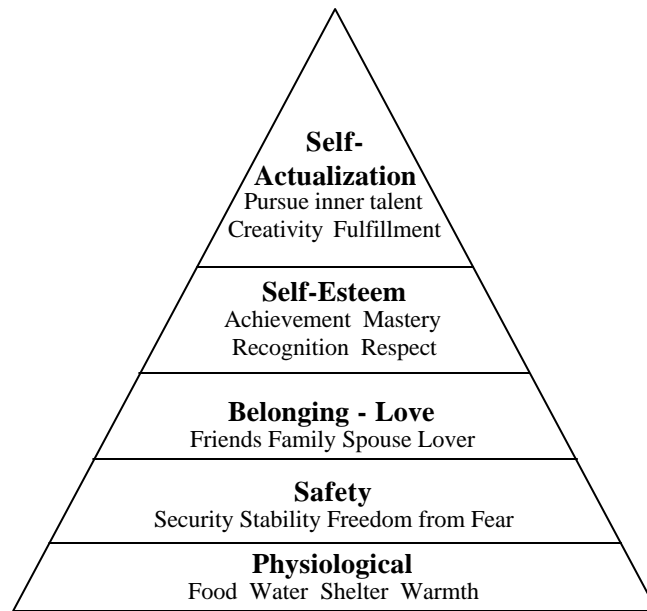 Self-
Actualization
Pursue inner talent
Creativity Fulfillment
Self-Esteem
Achievement Mastery
Recognition Respect
Belonging - Love
Friends Family Spouse Lover
Safety
Security Stability Freedom from Fear
Physiological
Food Water Shelter Warmth